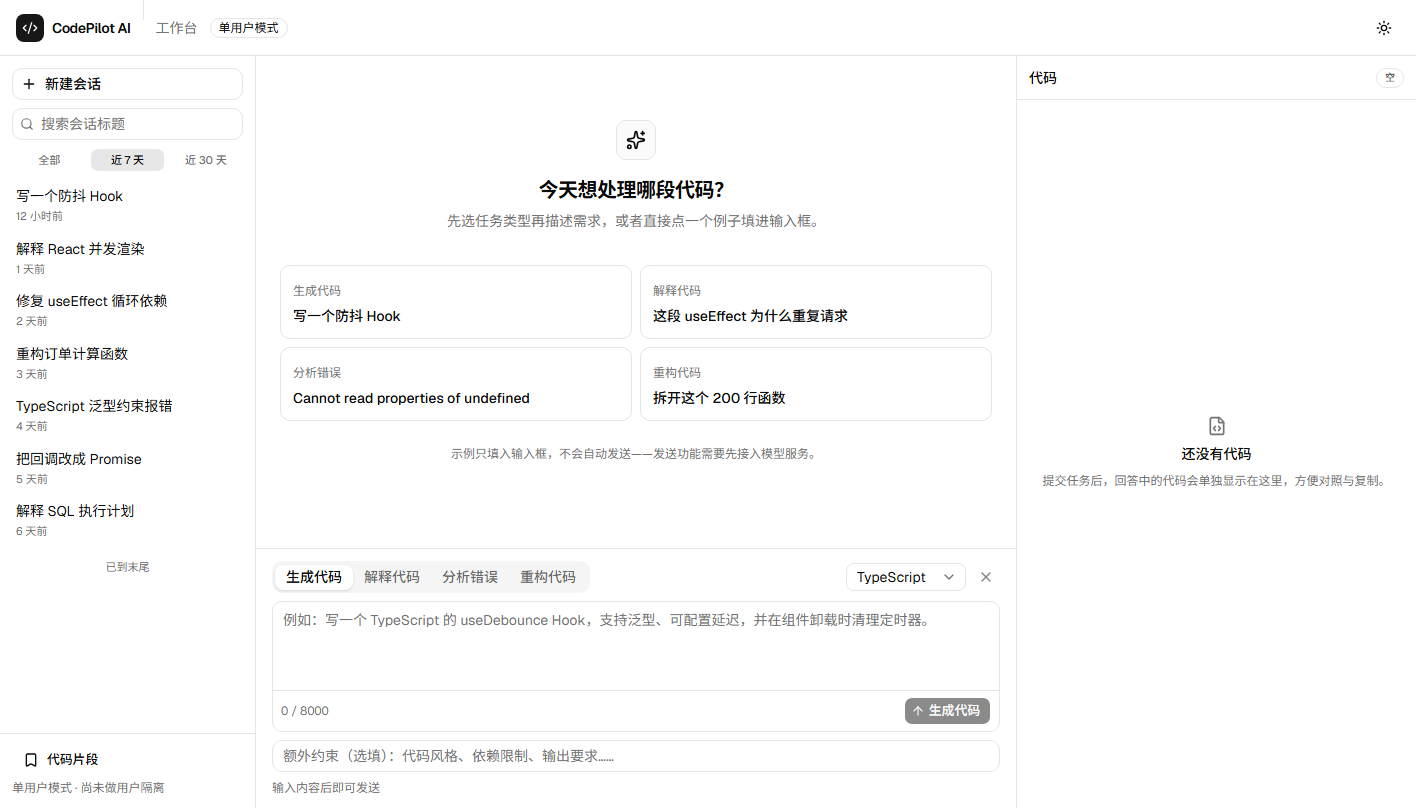 CodePilot AI
工作台
单用户模式
新建会话
搜索会话标题
全部
近 7 天
近 30 天
写一个防抖 Hook
12 小时前
解释 React 并发渲染
1 天前
修复 useEffect 循环依赖
2 天前
重构订单计算函数
3 天前
TypeScript 泛型约束报错
4 天前
把回调改成 Promise
5 天前
解释 SQL 执行计划
6 天前
已到末尾
代码片段
单用户模式 · 尚未做用户隔离
今天想处理哪段代码？
先选任务类型再描述需求，或者直接点一个例子填进输入框。
生成代码
写一个防抖 Hook
解释代码
这段 useEffect 为什么重复请求
分析错误
Cannot read properties of undefined
重构代码
拆开这个 200 行函数
示例只填入输入框，不会自动发送——发送功能需要先接入模型服务。
生成代码
解释代码
分析错误
重构代码
TypeScript
例如：写一个 TypeScript 的 useDebounce Hook，支持泛型、可配置延迟，并在组件卸载时清理定时器。
0 / 8000
生成代码
额外约束（选填）：代码风格、依赖限制、输出要求……
输入内容后即可发送
代码
空
还没有代码
提交任务后，回答中的代码会单独显示在这里，方便对照与复制。